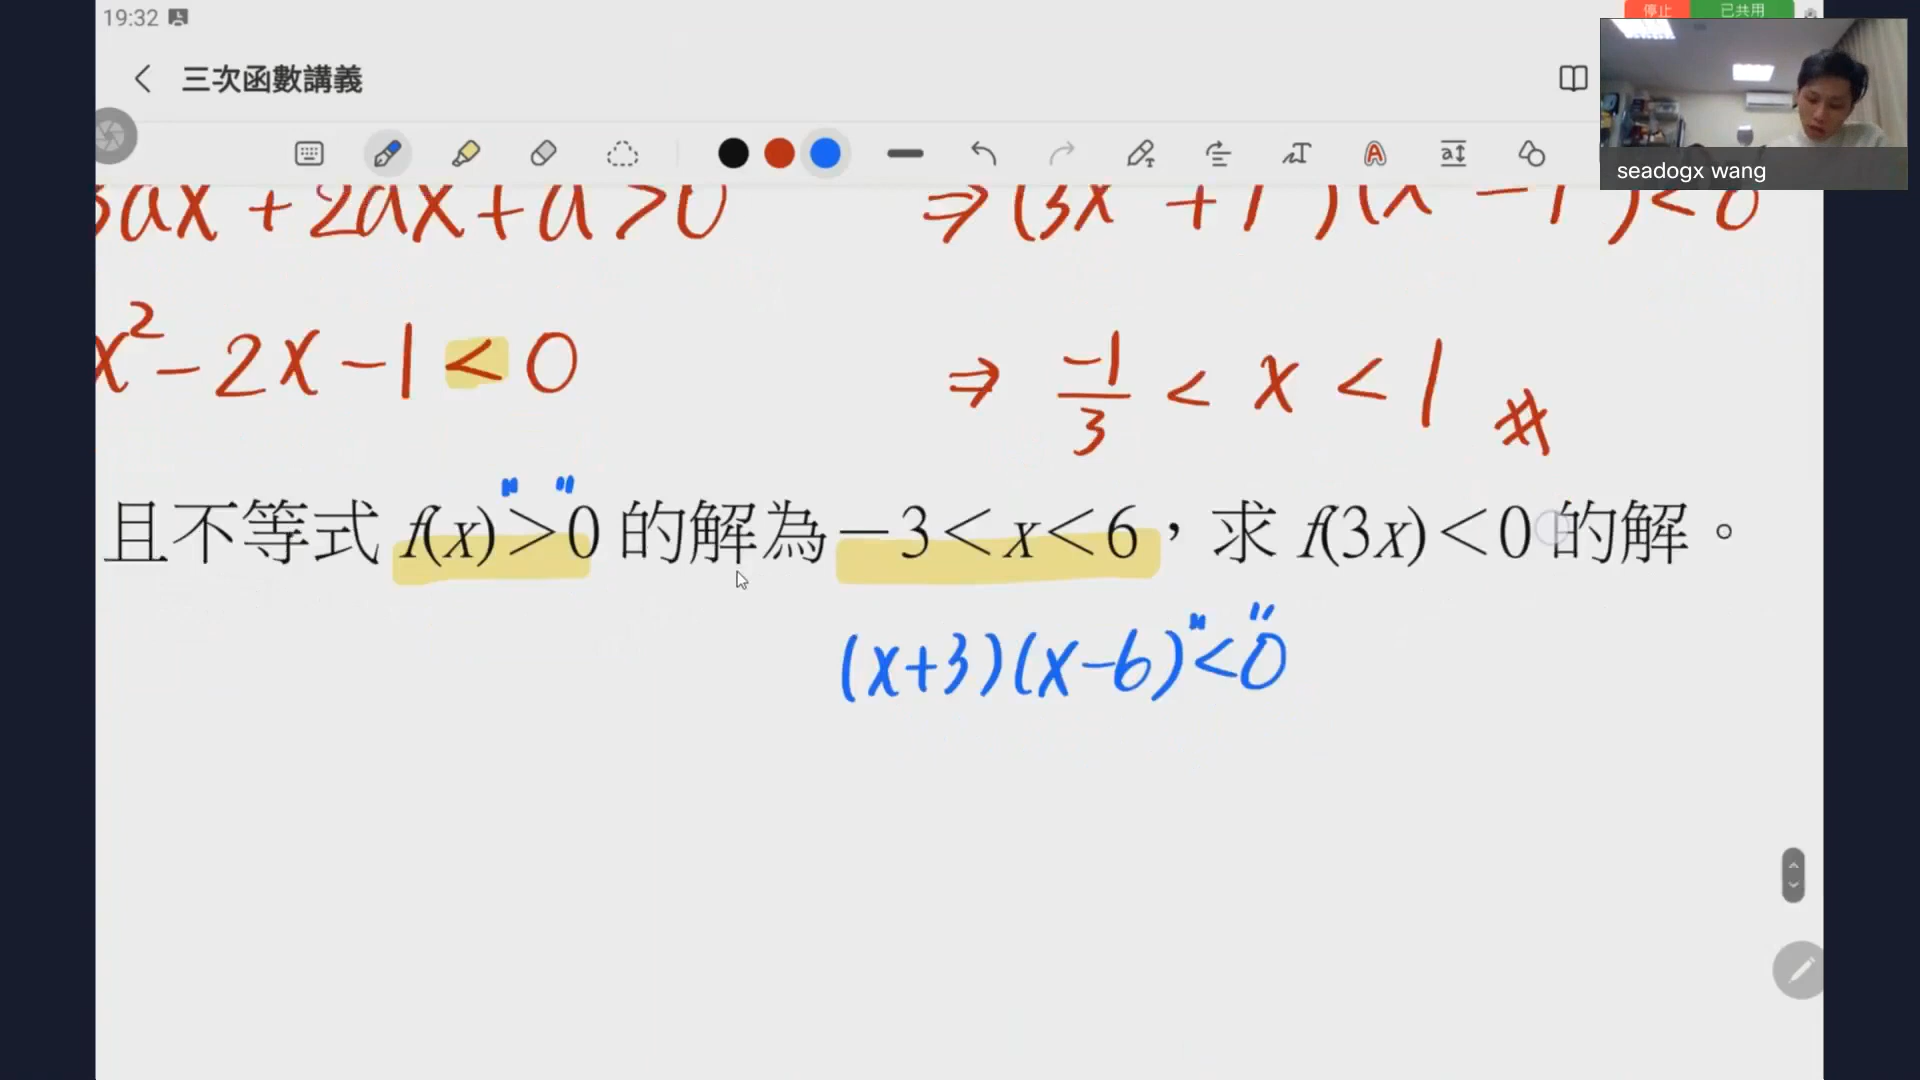 19:32
停止 已共用
三次函數講義
seadogx wang
3ax + 2ax + a > 0 ⇒ (3x + 1)(x - 1) < 0
x² - 2x - 1 < 0 ⇒ -1/3 < x < 1 #
且不等式 f(x)>0 的解為 −3<x<6，求 f(3x)<0 的解。
(x+3)(x-6)"<0"